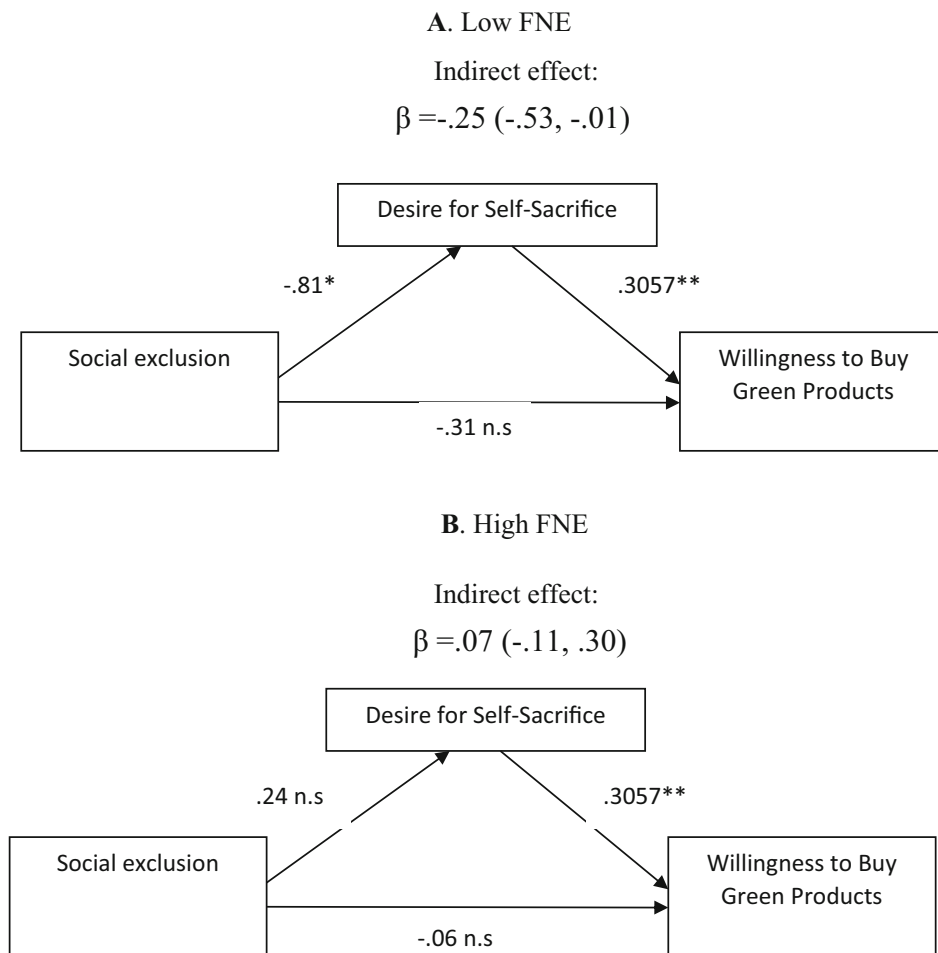 A. Low FNE
Indirect effect:
β =-.25 (-.53, -.01)
Desire for Self-Sacrifice
-.81*
.3057**
Social exclusion
Willingness to Buy
Green Products
-.31 n.s
B. High FNE
Indirect effect:
β =.07 (-.11, .30)
Desire for Self-Sacrifice
.24 n.s
.3057**
Social exclusion
Willingness to Buy
Green Products
-.06 n.s